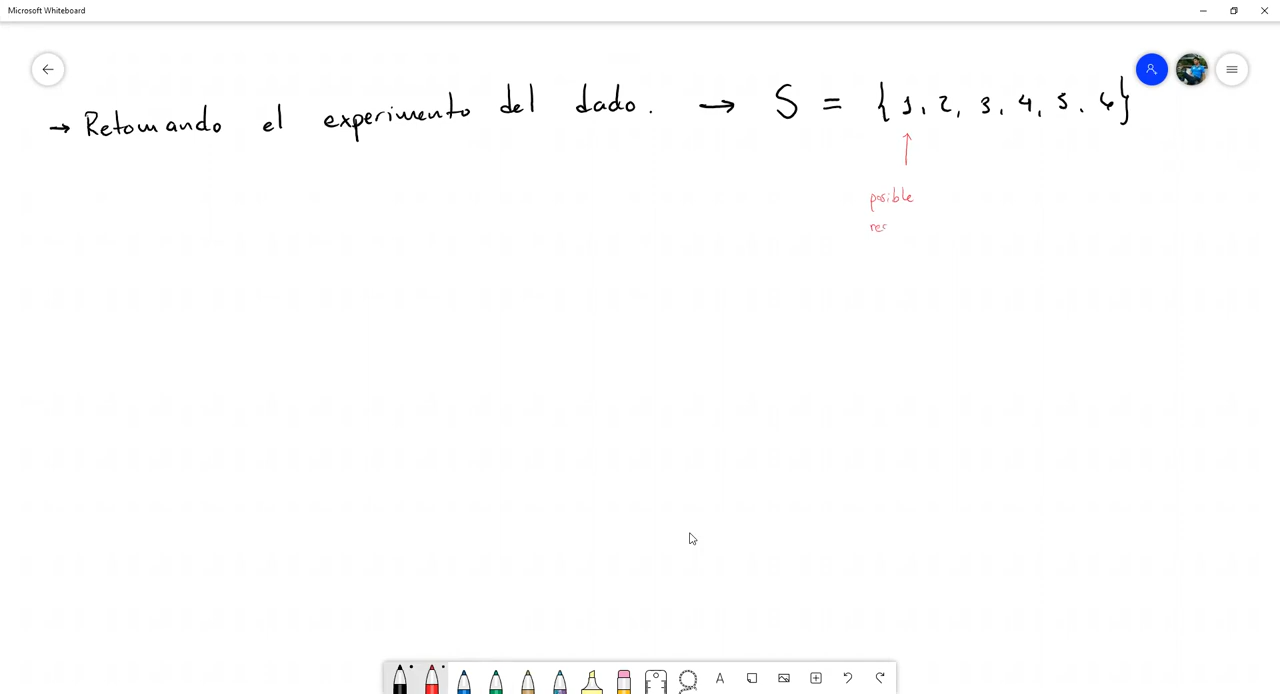 Microsoft Whiteboard
→ Retomando el experimento del dado. → S = {1, 2, 3, 4, 5, 6}
posible
res
A